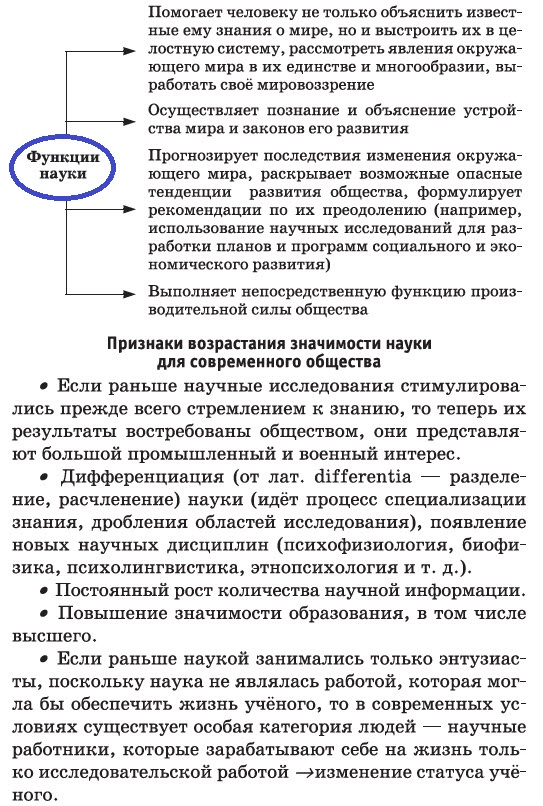 Помогает человеку не только объяснить извест-
ные ему знания о мире, но и выстроить их в це-
лостную систему, рассмотреть явления окружа-
ющего мира в их единстве и многообразии, вы-
работать своё мировоззрение
Осуществляет познание и объяснение устрой-
ства мира и законов его развития
Функции
науки
Прогнозирует последствия изменения окружа-
ющего мира, раскрывает возможные опасные
тенденции развития общества, формулирует
рекомендации по их преодолению (например,
использование научных исследований для раз-
работки планов и программ социального и эко-
номического развития)
Выполняет непосредственную функцию произ-
водительной силы общества
Признаки возрастания значимости науки
для современного общества
• Если раньше научные исследования стимулирова-
лись прежде всего стремлением к знанию, то теперь их
результаты востребованы обществом, они представля-
ют большой промышленный и военный интерес.
• Дифференциация (от лат. differentia — разделе-
ние, расчленение) науки (идёт процесс специализации
знания, дробления областей исследования), появление
новых научных дисциплин (психофизиология, биофи-
зика, психолингвистика, этнопсихология и т. д.).
• Постоянный рост количества научной информации.
• Повышение значимости образования, в том числе
высшего.
• Если раньше наукой занимались только энтузиас-
ты, поскольку наука не являлась работой, которая мог-
ла бы обеспечить жизнь учёного, то в современных ус-
ловиях существует особая категория людей — научные
работники, которые зарабатывают себе на жизнь толь-
ко исследовательской работой →изменение статуса учё-
ного.